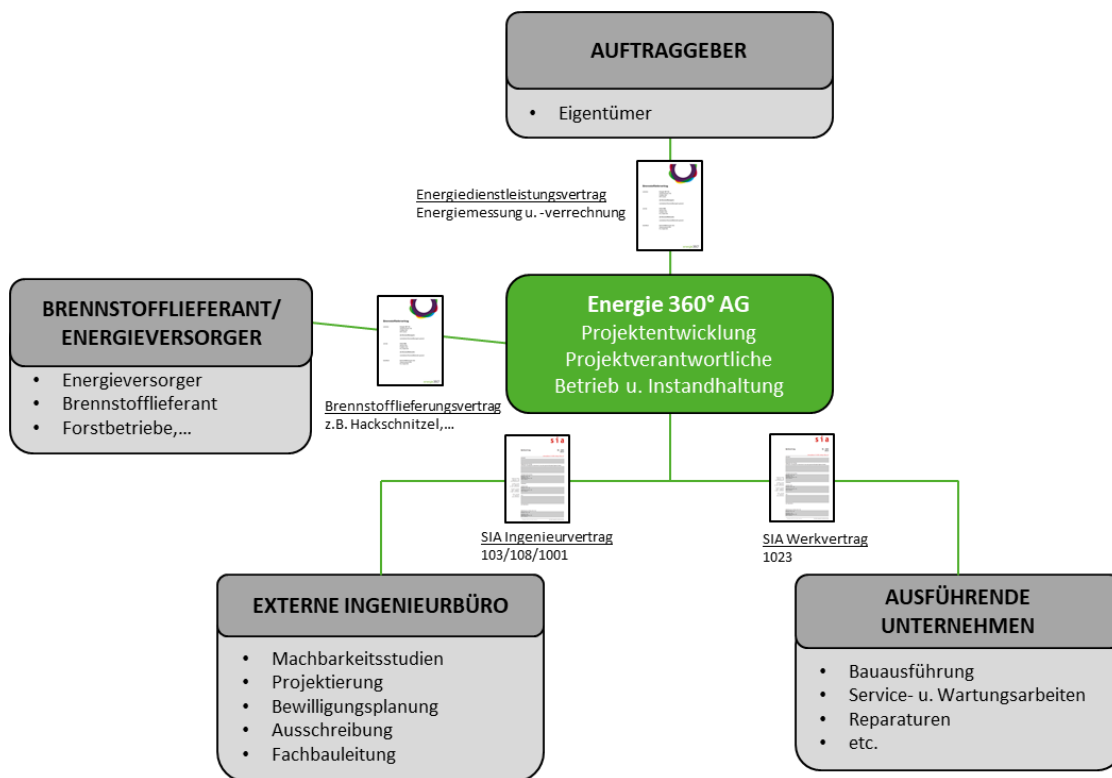 AUFTRAGGEBER
• Eigentümer
Energiedienstleistungsvertrag
Energiemessung u. -verrechnung
BRENNSTOFFLIEFERANT/
ENERGIEVERSORGER
• Energieversorger
• Brennstofflieferant
• Forstbetriebe,...
Brennstofflieferungsvertrag
z.B. Hackschnitzel,...
Energie 360° AG
Projektentwicklung
Projektverantwortliche
Betrieb u. Instandhaltung
sia
SIA Ingenieurvertrag
103/108/1001
sia
SIA Werkvertrag
1023
EXTERNE INGENIEURBÜRO
• Machbarkeitsstudien
• Projektierung
• Bewilligungsplanung
• Ausschreibung
• Fachbauleitung
AUSFÜHRENDE
UNTERNEHMEN
• Bauausführung
• Service- u. Wartungsarbeiten
• Reparaturen
• etc.